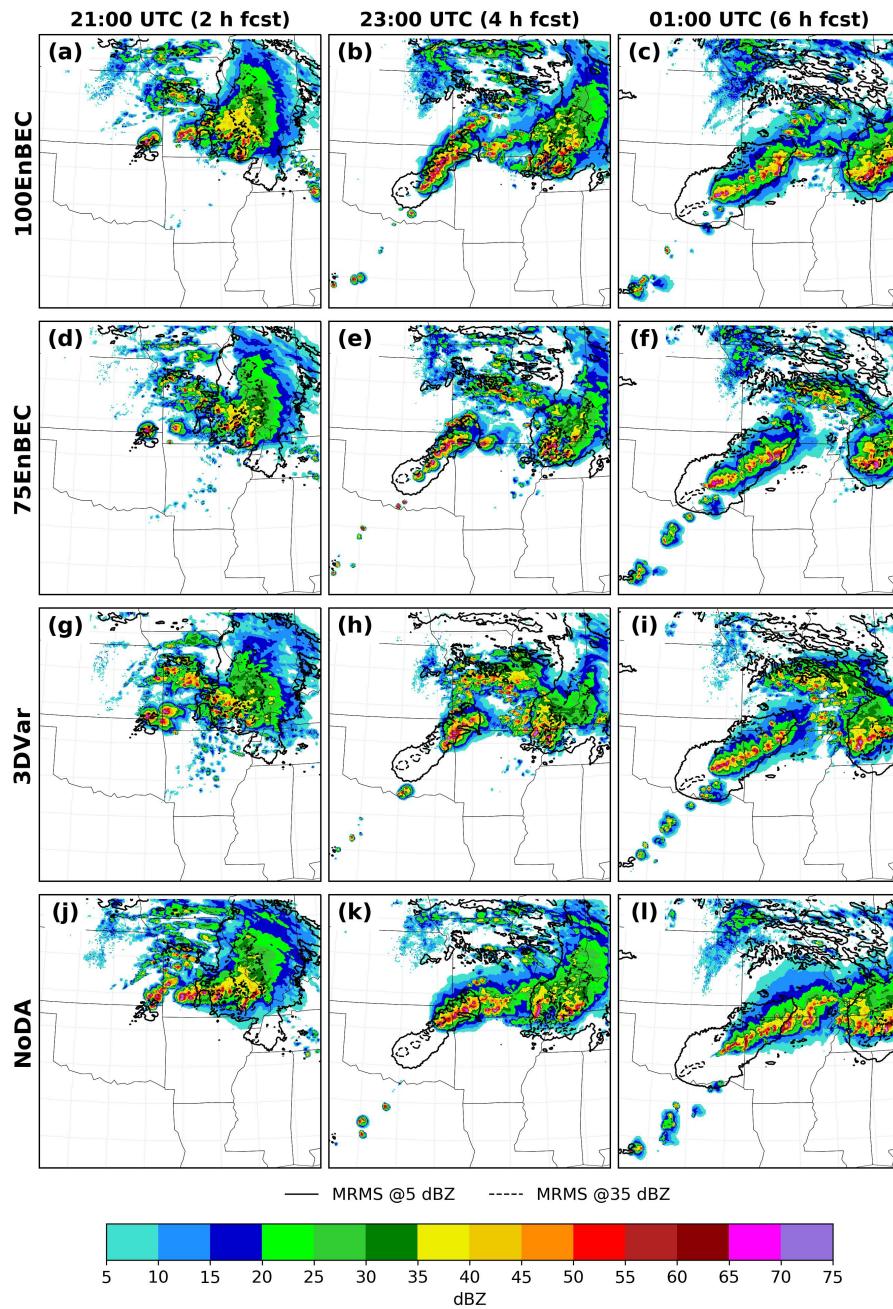 21:00 UTC (2 h fcst) 23:00 UTC (4 h fcst) 01:00 UTC (6 h fcst)
100EnBEC
(a) (b) (c)
75EnBEC
(d) (e) (f)
3DVar
(g) (h) (i)
NoDA
(j) (k) (l)
MRMS @5 dBZ MRMS @35 dBZ
5 10 15 20 25 30 35 40 45 50 55 60 65 70 75
dBZ